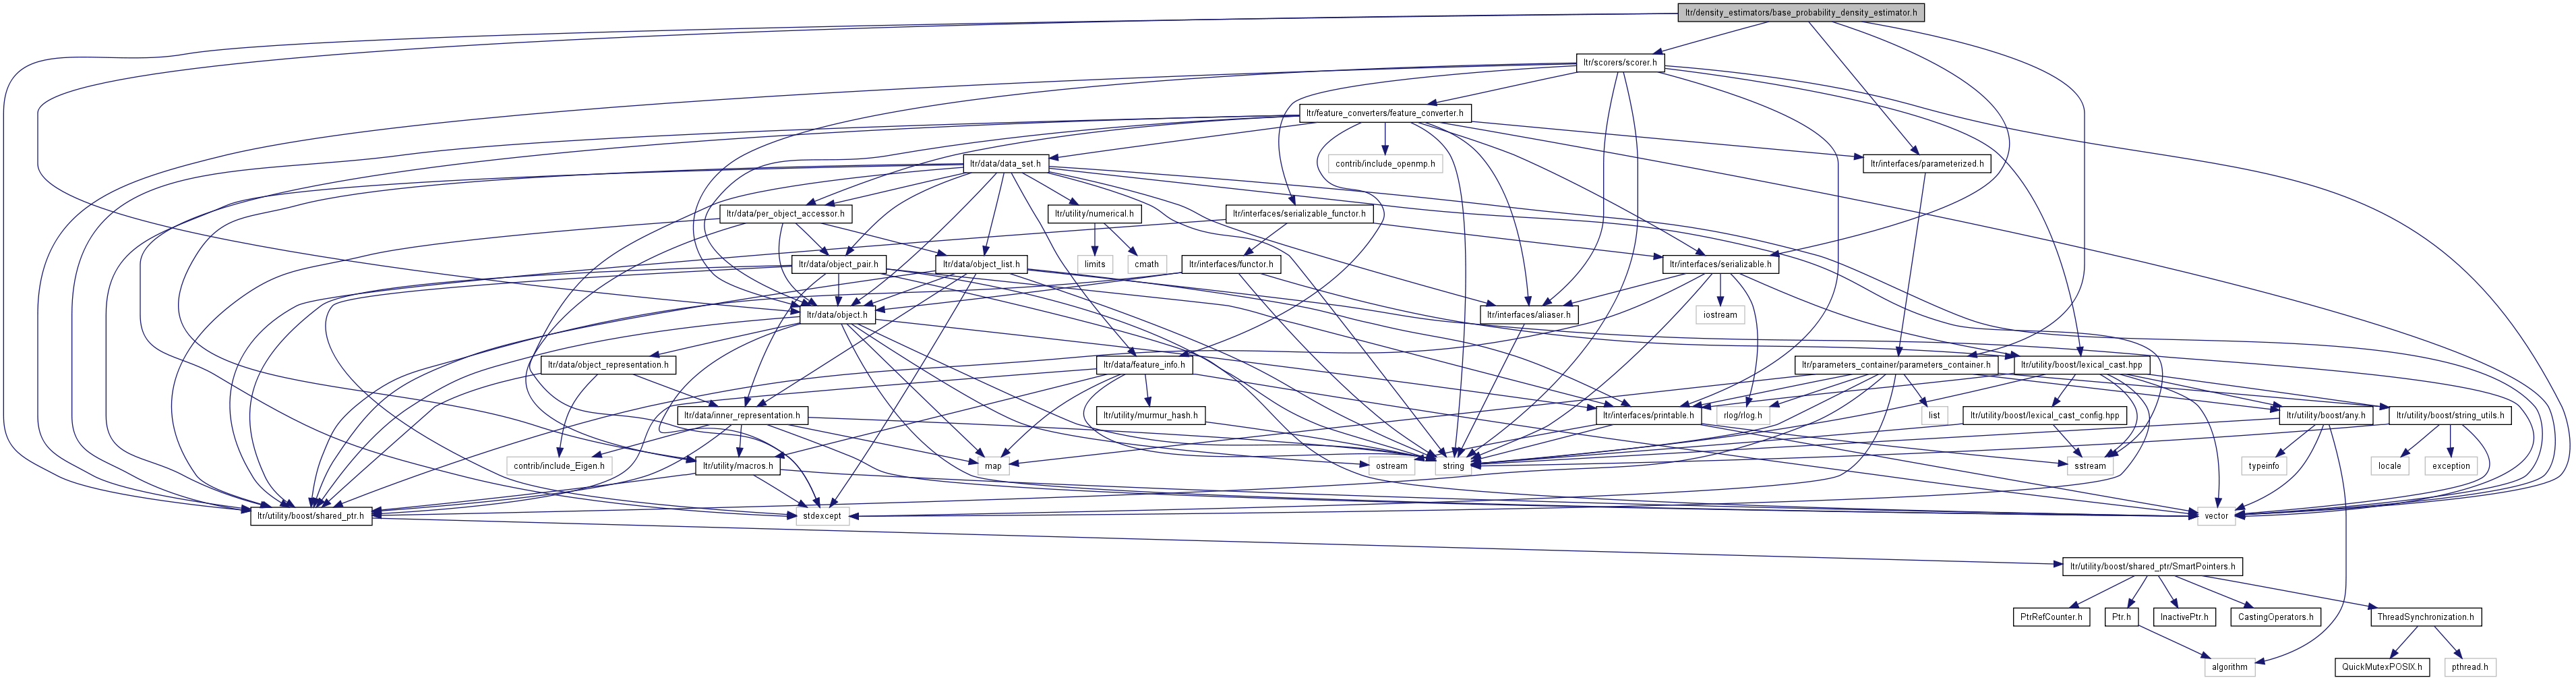 ltr/density_estimators/base_probability_density_estimator.h
ltr/scorers/scorer.h
ltr/feature_converters/feature_converter.h
ltr/data/data_set.h
contrib/include_openmp.h
ltr/interfaces/parameterized.h
ltr/data/per_object_accessor.h
ltr/utility/numerical.h
ltr/interfaces/serializable_functor.h
ltr/data/object_pair.h
ltr/data/object_list.h
limits
cmath
ltr/interfaces/functor.h
ltr/interfaces/serializable.h
ltr/data/object.h
ltr/interfaces/aliaser.h
iostream
ltr/data/object_representation.h
ltr/data/feature_info.h
ltr/parameters_container/parameters_container.h
ltr/utility/boost/lexical_cast.hpp
ltr/data/inner_representation.h
ltr/utility/murmur_hash.h
ltr/interfaces/printable.h
rlog/rlog.h
list
ltr/utility/boost/lexical_cast_config.hpp
ltr/utility/boost/any.h
ltr/utility/boost/string_utils.h
contrib/include_Eigen.h
ltr/utility/macros.h
map
ostream
string
sstream
typeinfo
locale
exception
ltr/utility/boost/shared_ptr.h
stdexcept
vector
ltr/utility/boost/shared_ptr/SmartPointers.h
PtrRefCounter.h
Ptr.h
InactivePtr.h
CastingOperators.h
ThreadSynchronization.h
algorithm
QuickMutexPOSIX.h
pthread.h